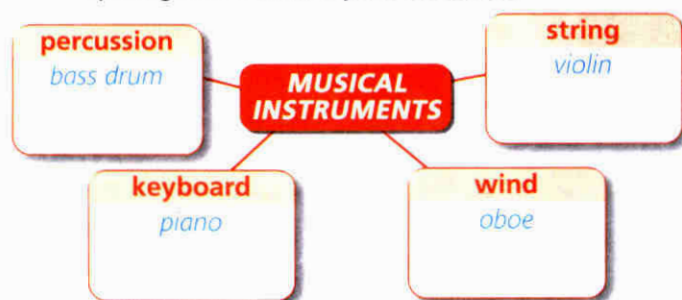 percussion
bass drum
MUSICAL
INSTRUMENTS
string
violin
keyboard
piano
wind
oboe